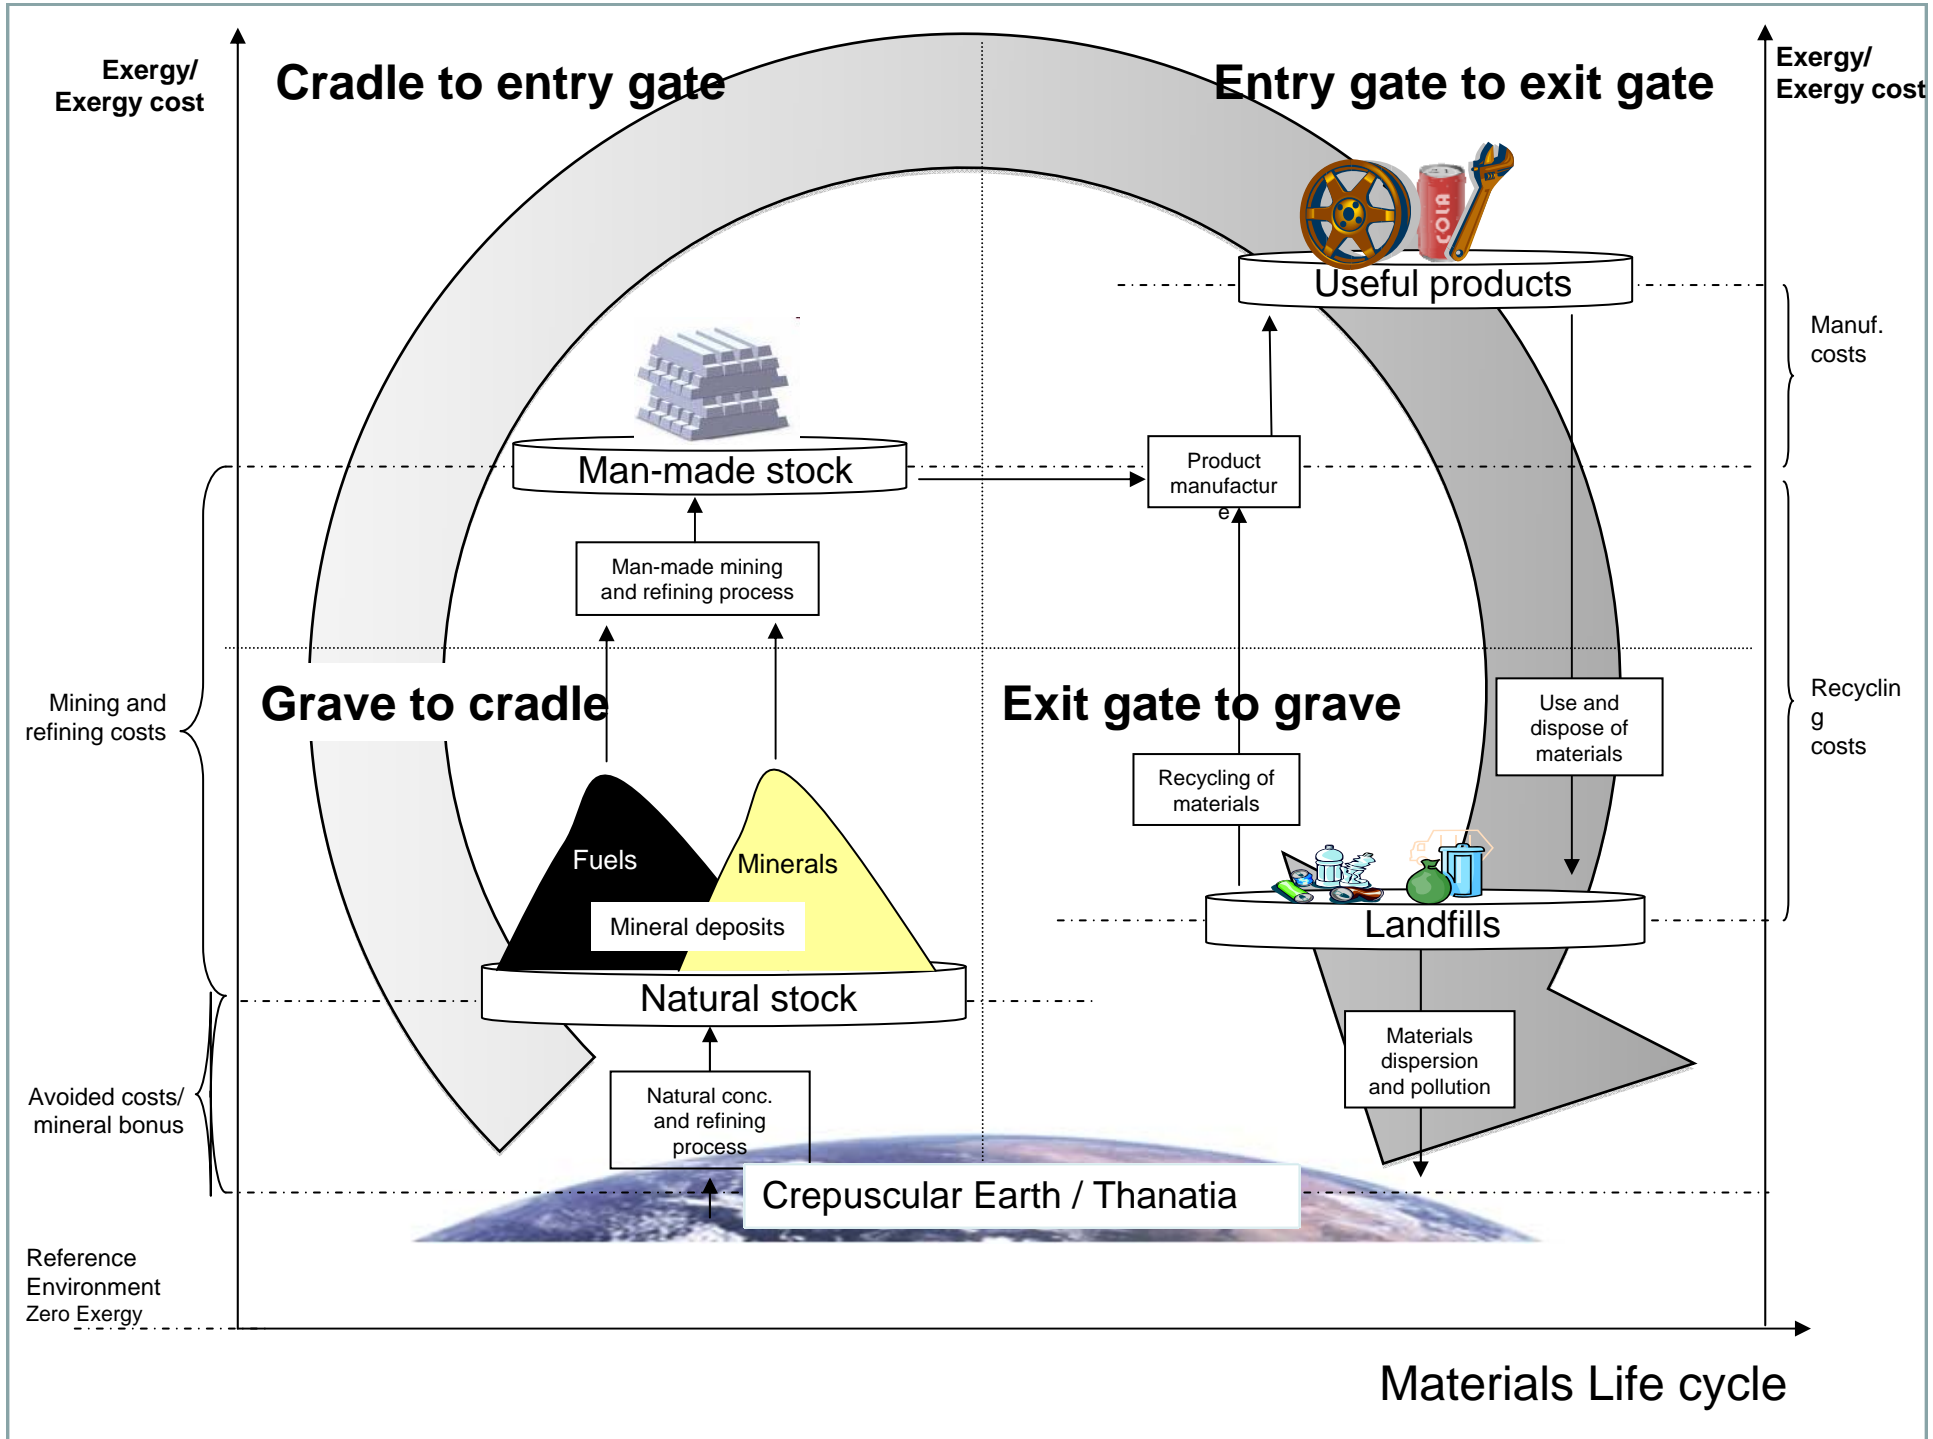 Exergy/
Exergy cost
Cradle to entry gate
Entry gate to exit gate
Exergy/
Exergy cost
COLA
Useful products
Manuf.
costs
Man-made stock
Product
manufactur
e
Man-made mining
and refining process
Mining and
refining costs
Grave to cradle
Exit gate to grave
Use and
dispose of
materials
Recyclin
g
costs
Recycling of
materials
Fuels
Minerals
Mineral deposits
Landfills
Natural stock
Materials
dispersion
and pollution
Avoided costs/
mineral bonus
Natural conc.
and refining
process
Crepuscular Earth / Thanatia
Reference
Environment
Zero Exergy
Materials Life cycle